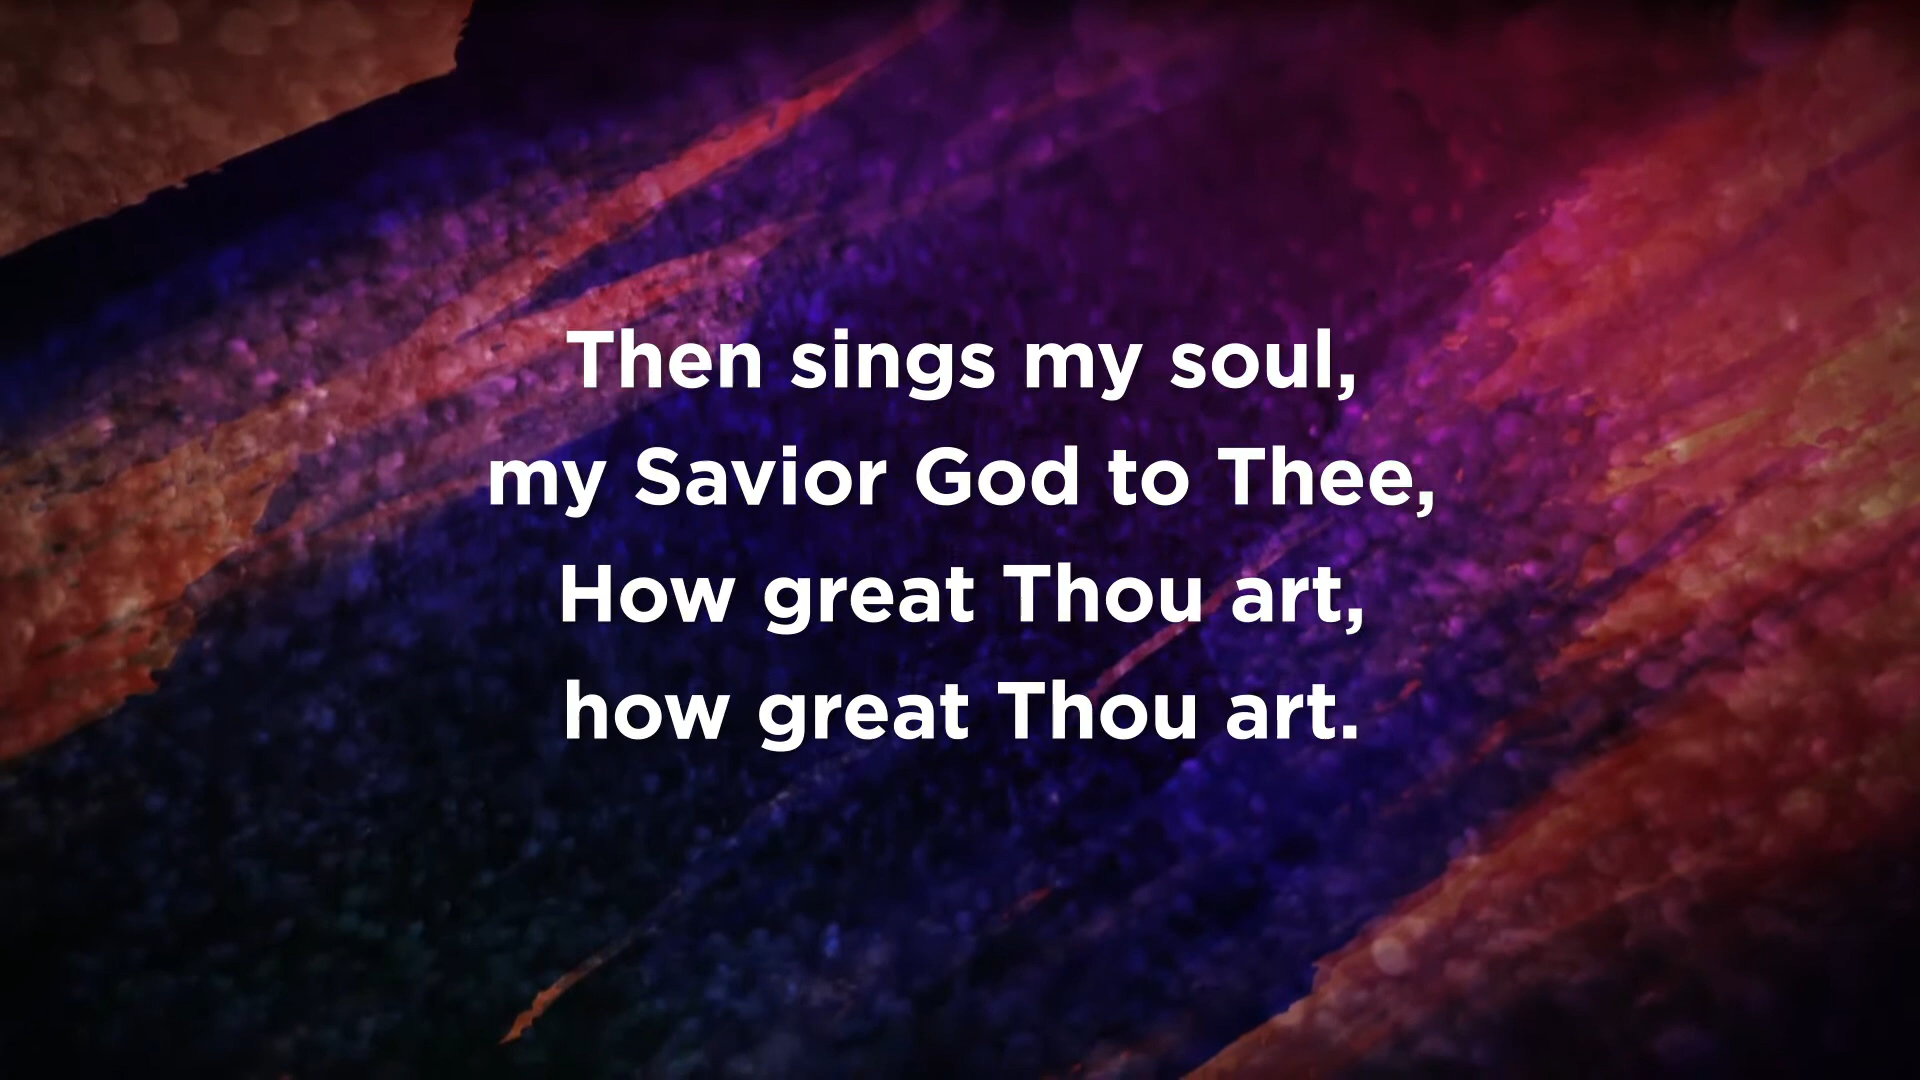 Then sings my soul,
my Savior God to Thee,
How great Thou art,
how great Thou art.